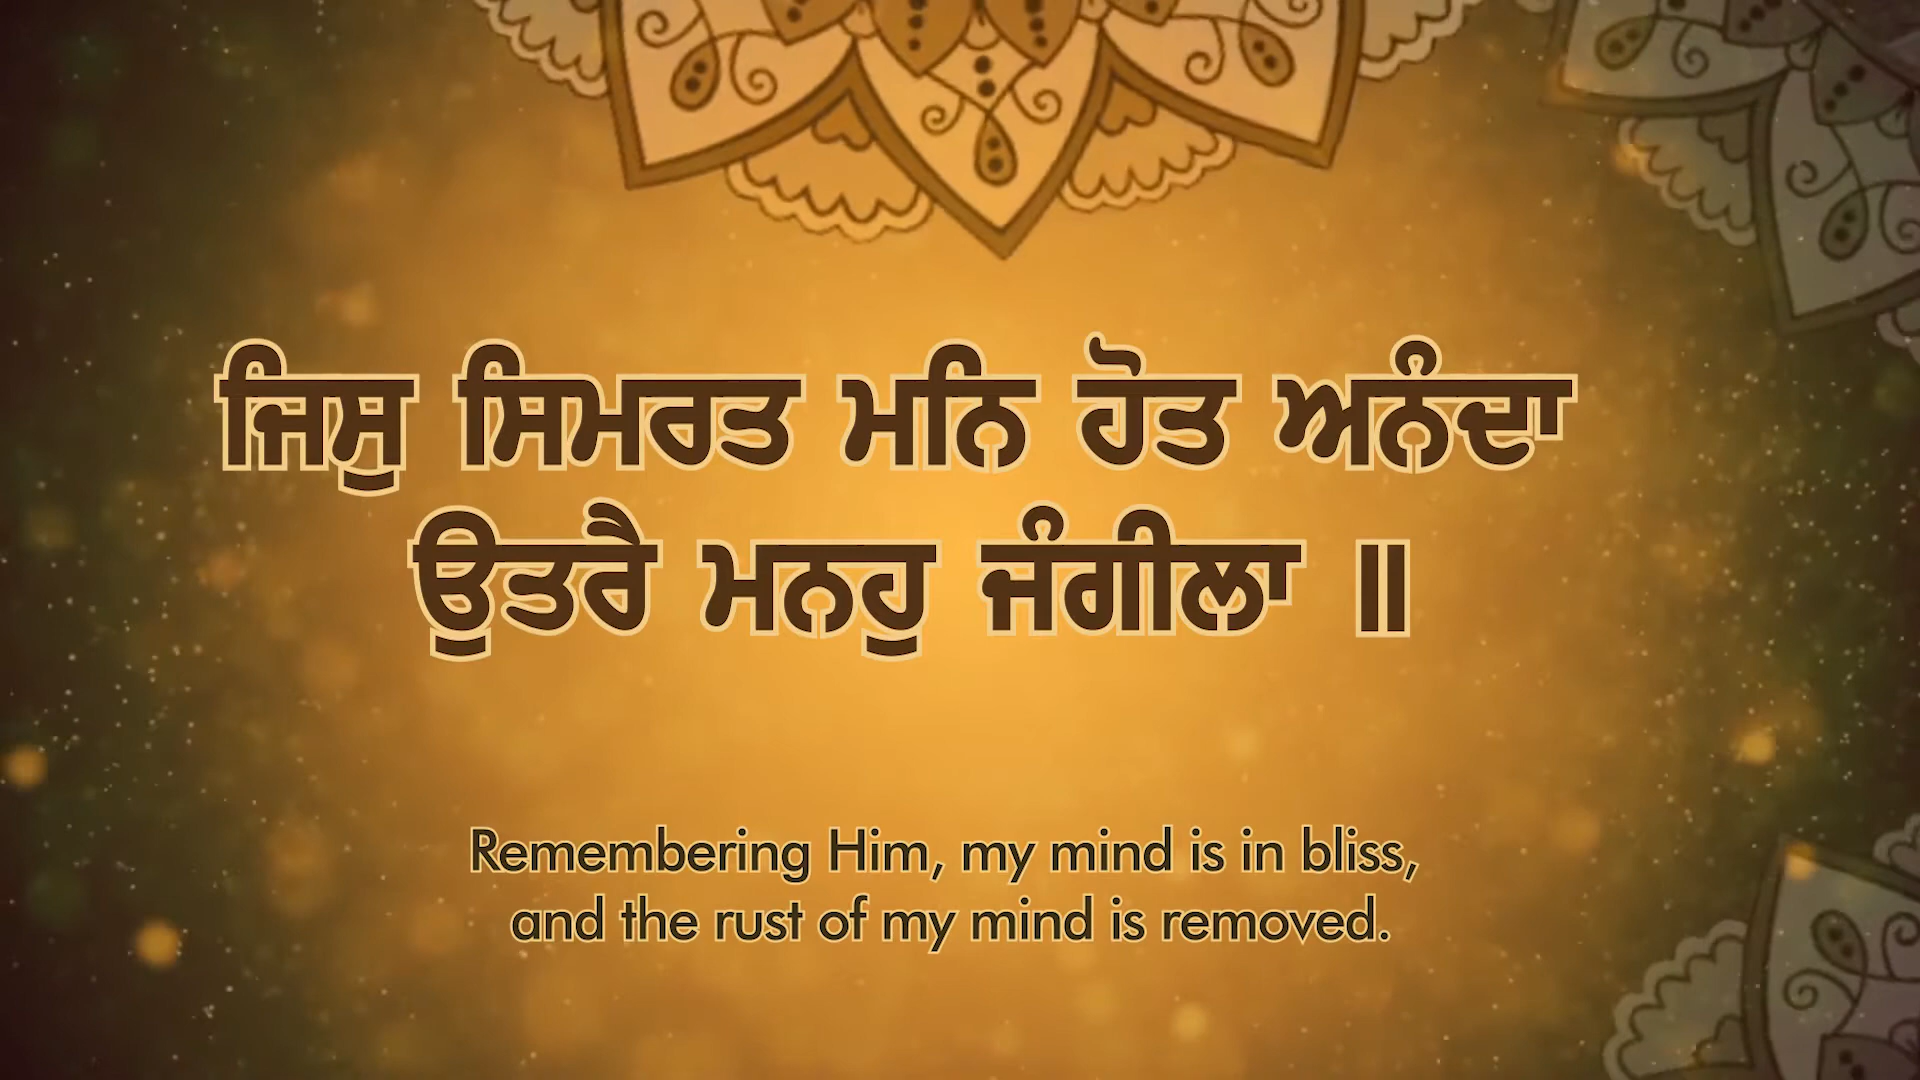 ਜਿਸੁ ਸਿਮਰਤ ਮਨਿ ਹੋਤ ਅਨੰਦਾ
ਉਤਰੈ ਮਨਹੁ ਜੰਗੀਲਾ ॥
Remembering Him, my mind is in bliss,
and the rust of my mind is removed.